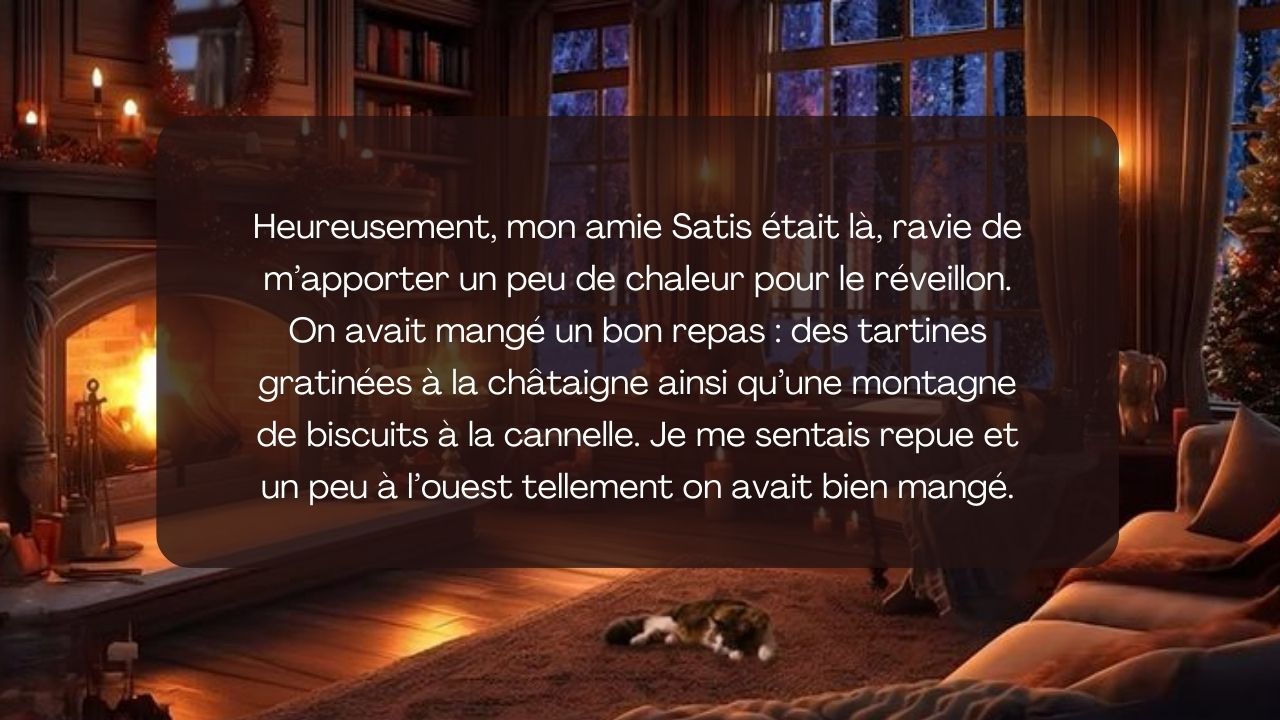 Heureusement, mon amie Satis était là, ravie de
m’apporter un peu de chaleur pour le réveillon.
On avait mangé un bon repas : des tartines
gratinées à la châtaigne ainsi qu’une montagne
de biscuits à la cannelle. Je me sentais repue et
un peu à l’ouest tellement on avait bien mangé.